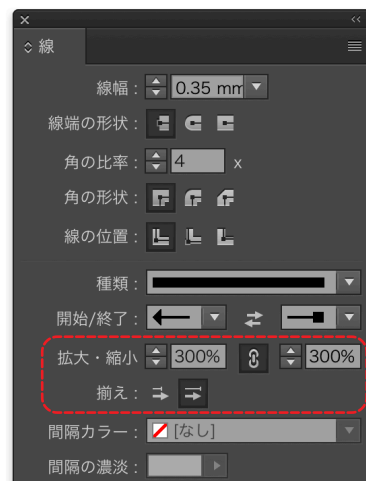 線
線幅 : 0.35 mm
線端の形状 :
角の比率 : 4 x
角の形状 :
線の位置 :
種類 :
開始/終了 :
拡大・縮小 300% 300%
揃え :
間隔カラー : [なし]
間隔の濃淡 :